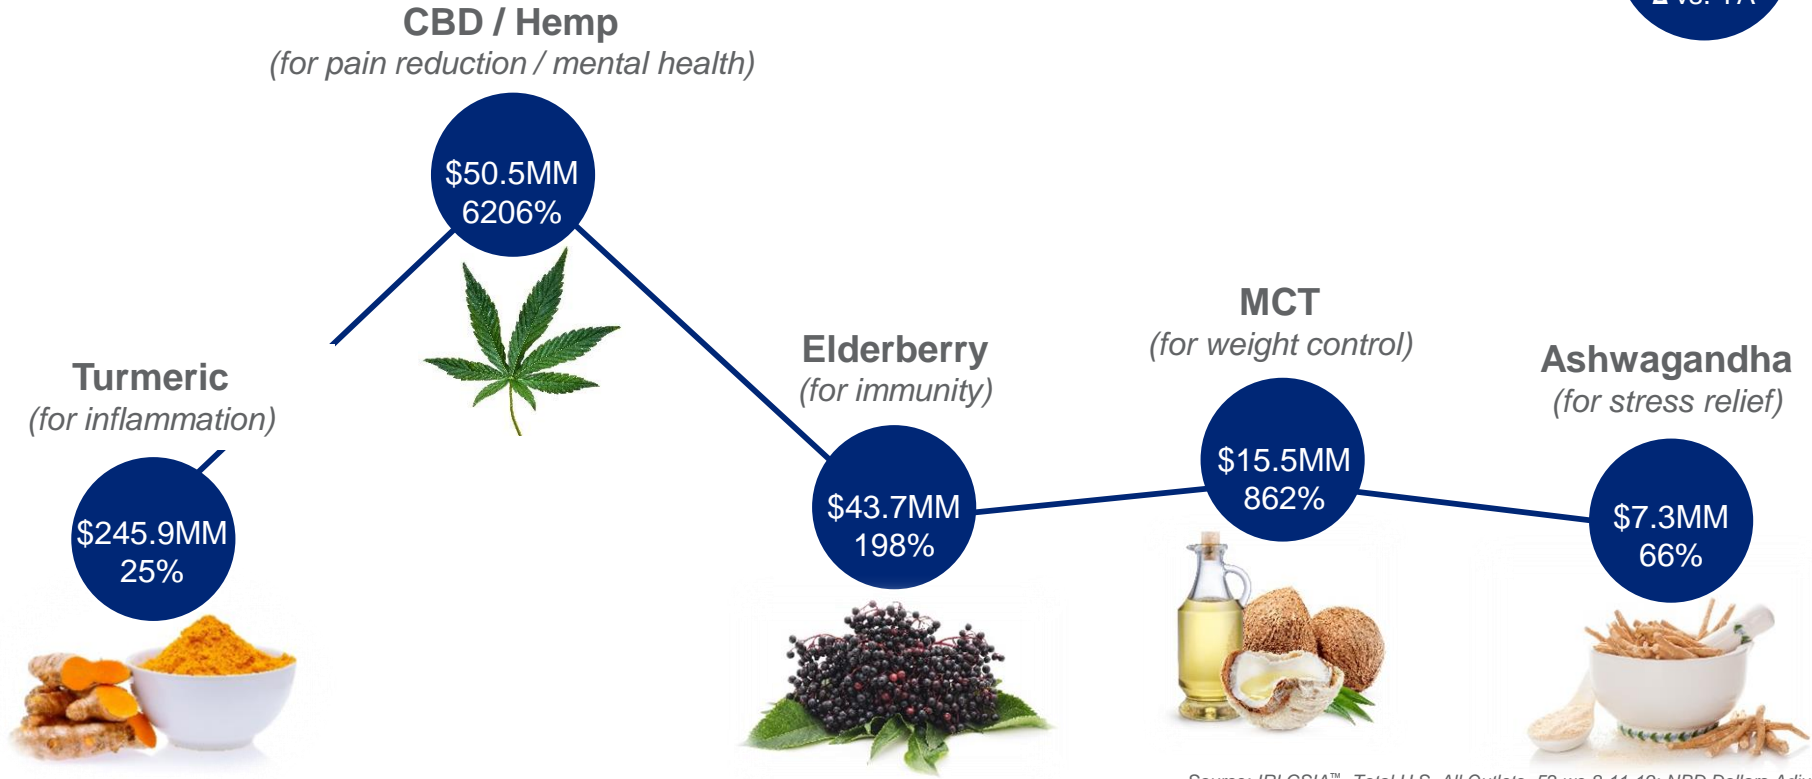 CBD / Hemp
(for pain reduction / mental health)
$50.5MM
6206%
Turmeric
(for inflammation)
$245.9MM
25%
Elderberry
(for immunity)
$43.7MM
198%
MCT
(for weight control)
$15.5MM
862%
Ashwagandha
(for stress relief)
$7.3MM
66%